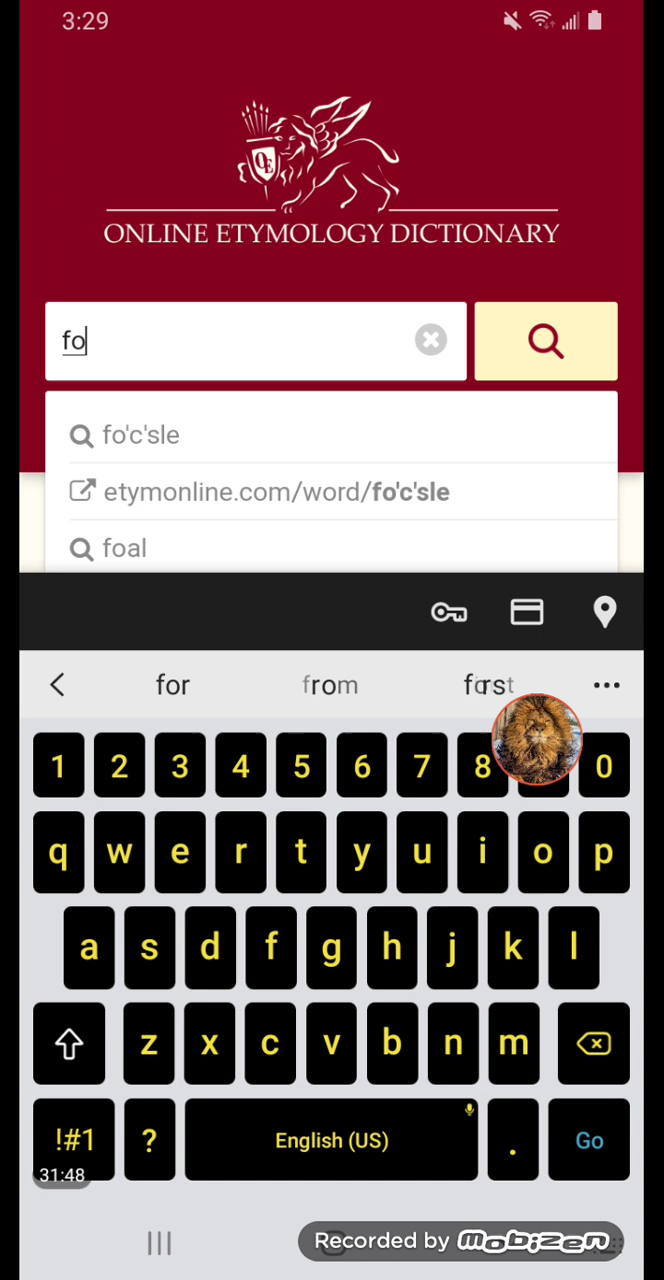 3:29
OE
ONLINE ETYMOLOGY DICTIONARY
fo
fo'c'sle
etymonline.com/word/fo'c'sle
foal
for from
1 2 3 4 5 6 7 8 0
q w e r t y u i o p
a s d f g h j k l
z x c v b n m
!#1 ? English (US) . Go
31:48
Recorded by mobizen